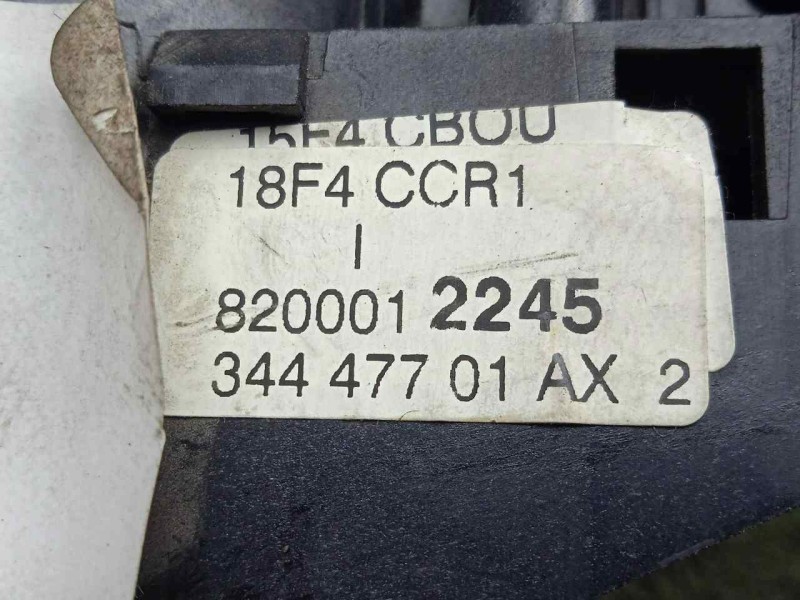 15F4 CBOU
18F4 CCR1
I
820001 2245
344 477 01 AX 2